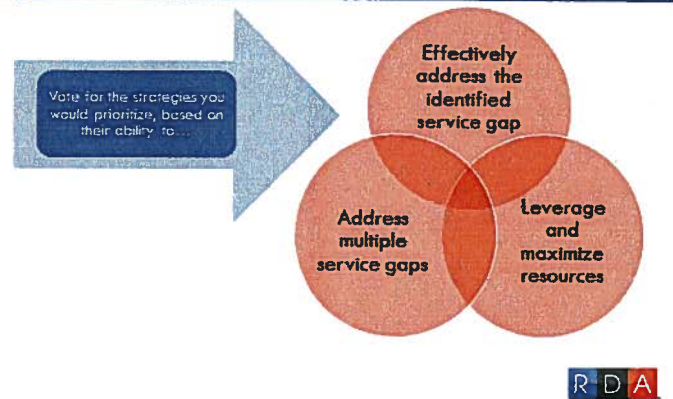 Vote for the strategies you
would prioritize, based on
their ability to...
Effectively
address the
identified
service gap
Address
multiple
service gaps
Leverage
and
maximize
resources
R D A